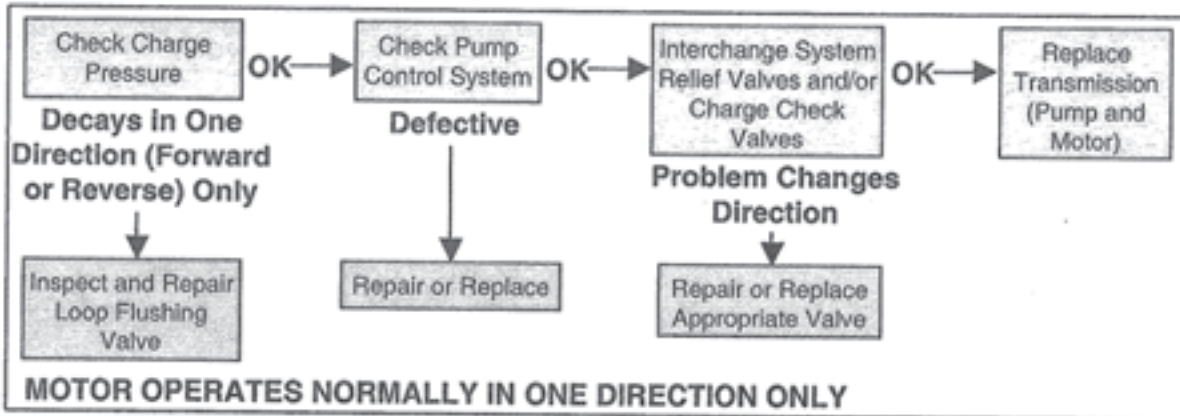 Check Charge
Pressure
OK
Check Pump
Control System
OK
Interchange System
Relief Valves and/or
Charge Check
Valves
OK
Replace
Transmission
(Pump and
Motor)
Decays in One
Direction (Forward
or Reverse) Only
Defective
Problem Changes
Direction
Inspect and Repair
Loop Flushing
Valve
Repair or Replace
Repair or Replace
Appropriate Valve
MOTOR OPERATES NORMALLY IN ONE DIRECTION ONLY